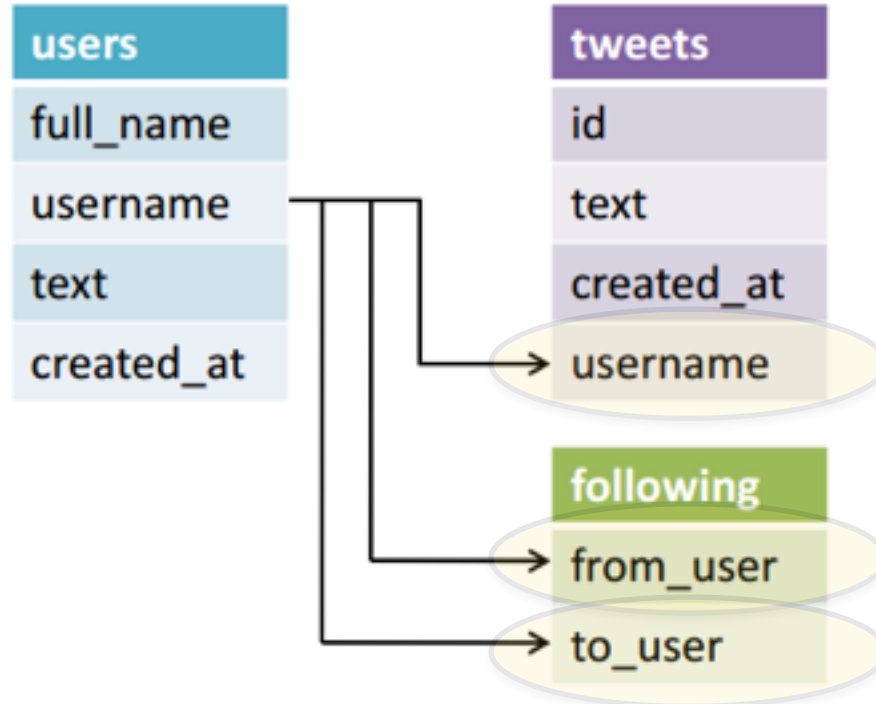 users
full_name
username
text
created_at
tweets
id
text
created_at
username
following
from_user
to_user